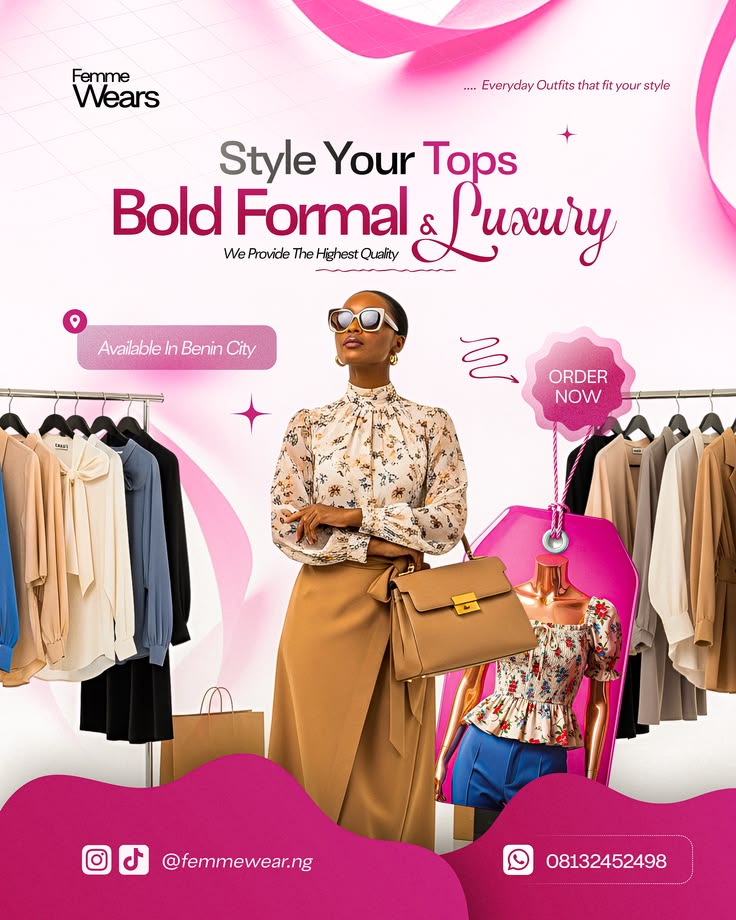 Femme
Wears
.... Everyday Outfits that fit your style
Style Your Tops
Bold Formal & Luxury
We Provide The Highest Quality
Available In Benin City
ORDER
NOW
@femmewear.ng
08132452498